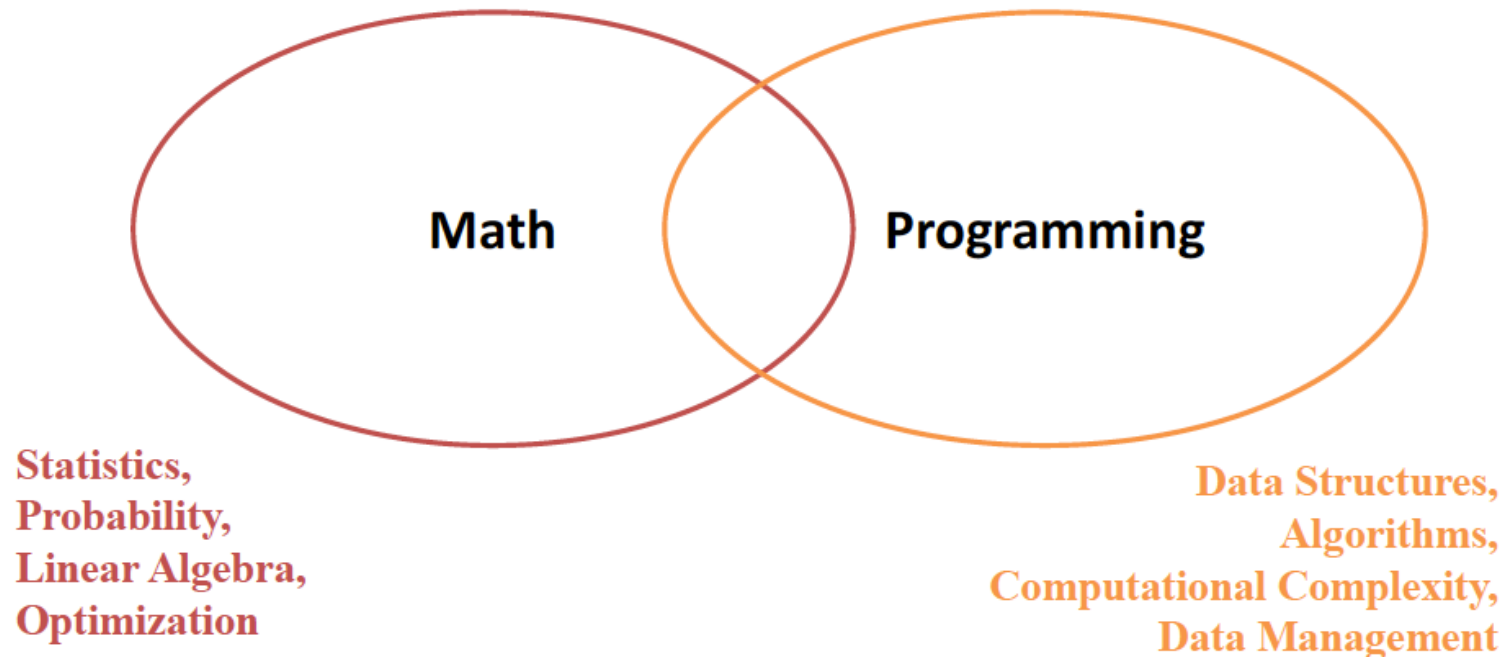 Math
Programming
Statistics,
Probability,
Linear Algebra,
Optimization
Data Structures,
Algorithms,
Computational Complexity,
Data Management